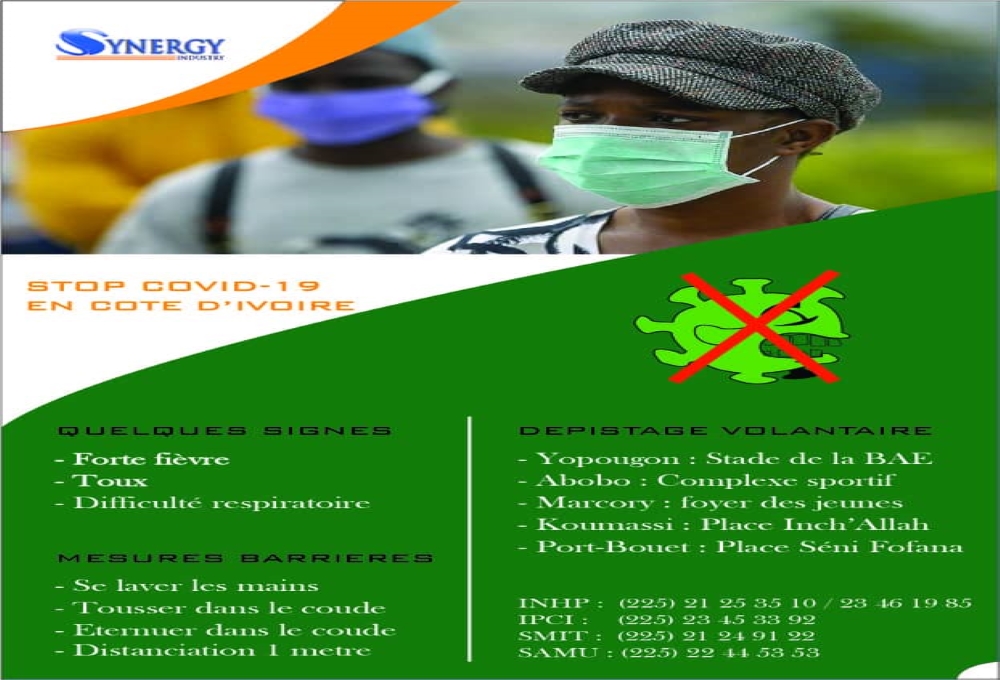 SYNERGY
INDUSTRY
STOP COVID-19
EN COTE D'IVOIRE
QUELQUES SIGNES
- Forte fièvre
- Toux
- Difficulté respiratoire
MESURES BARRIERES
- Se laver les mains
- Tousser dans le coude
- Eternuer dans le coude
- Distanciation 1 metre
DEPISTAGE VOLANTAIRE
- Yopougon : Stade de la BAE
- Abobo : Complexe sportif
- Marcory : foyer des jeunes
- Koumassi : Place Inch'Allah
- Port-Bouet : Place Séni Fofana
INHP : (225) 21 25 35 10 / 23 46 19 85
IPCI : (225) 23 45 33 92
SMIT : (225) 21 24 91 22
SAMU : (225) 22 44 53 53